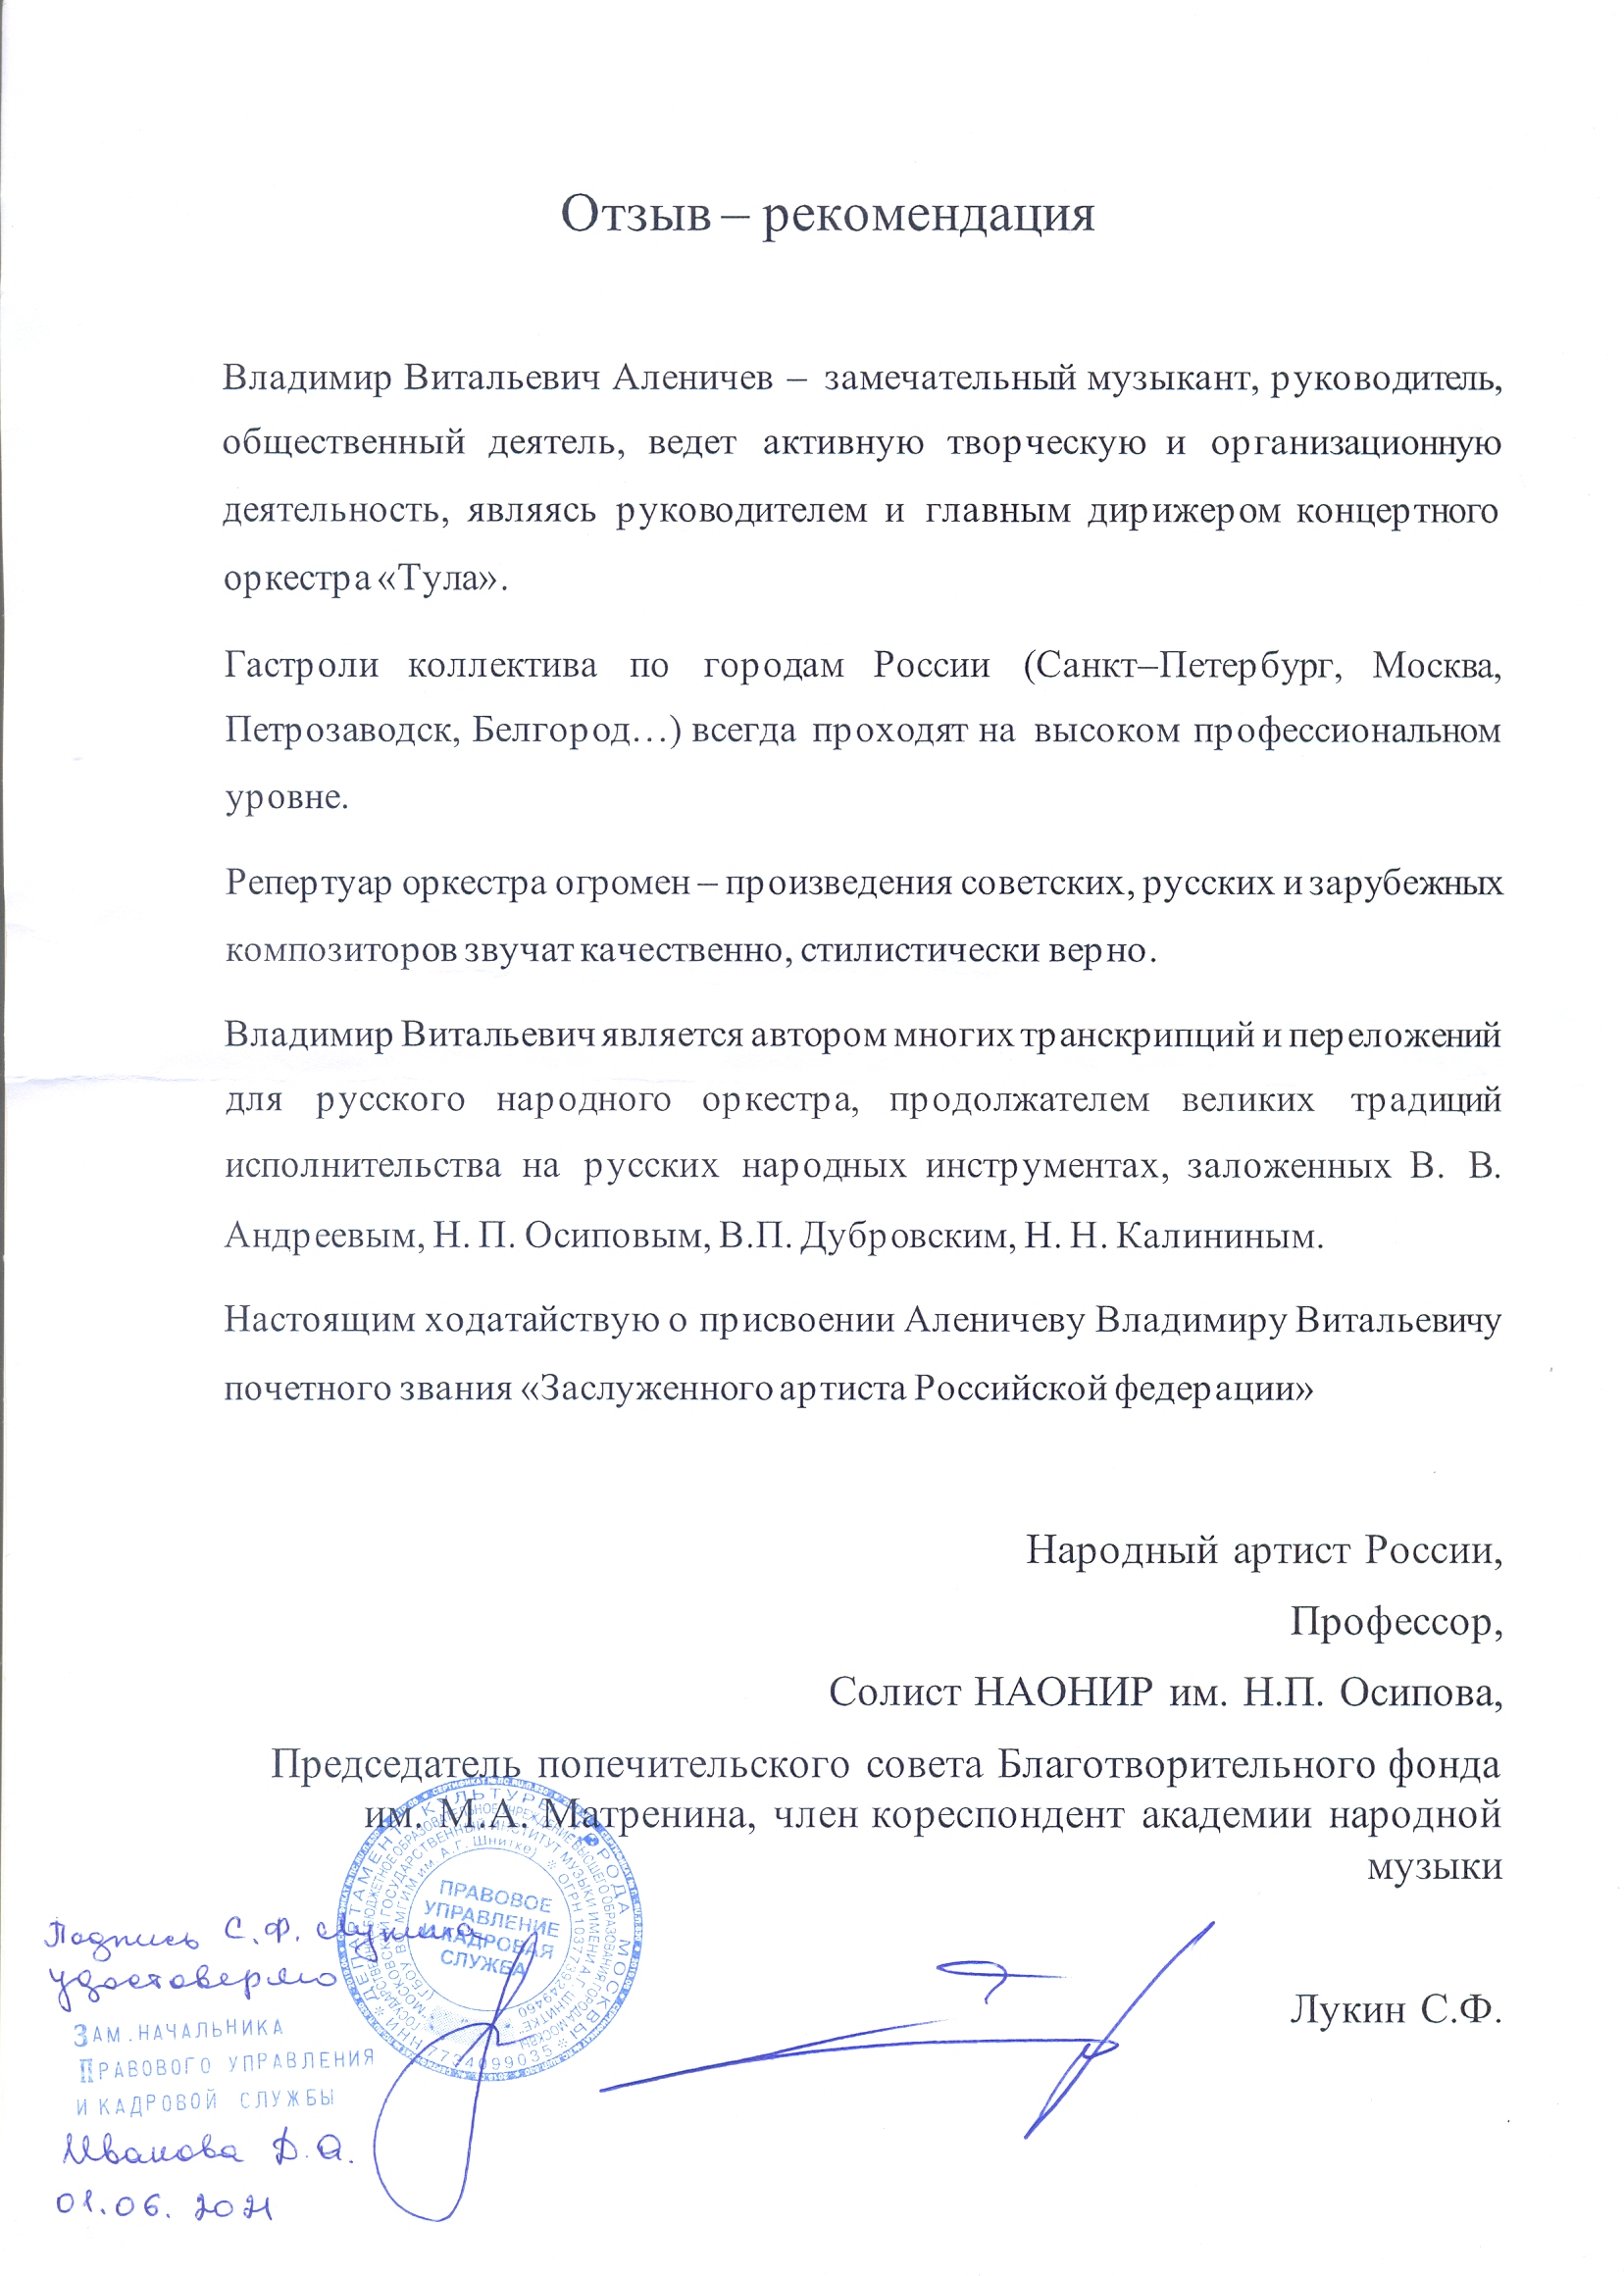 Отзыв – рекомендация
Владимир Витальевич Аленичев – замечательный музыкант, руководитель,
общественный деятель, ведет активную творческую и организационную
деятельность, являясь руководителем и главным дирижером концертного
оркестра «Тула».
Гастроли коллектива по городам России (Санкт–Петербург, Москва,
Петрозаводск, Белгород…) всегда проходят на высоком профессиональном
уровне.
Репертуар оркестра огромен – произведения советских, русских и зарубежных
композиторов звучат качественно, стилистически верно.
Владимир Витальевич является автором многих транскрипций и переложений
для русского народного оркестра, продолжателем великих традиций
исполнительства на русских народных инструментах, заложенных В. В.
Андреевым, Н. П. Осиповым, В.П. Дубровским, Н. Н. Калининым.
Настоящим ходатайствую о присвоении Аленичеву Владимиру Витальевичу
почетного звания «Заслуженного артиста Российской федерации»
Народный артист России,
Профессор,
Солист НАОНИР им. Н.П. Осипова,
Председатель попечительского совета Благотворительного фонда
им. М.А. Матренина, член кореспондент академии народной
музыки
Лукин С.Ф.
Подпись С.Ф. Лукина
удостоверяю
ЗАМ.НАЧАЛЬНИКА
ПРАВОВОГО УПРАВЛЕНИЯ
И КАДРОВОЙ СЛУЖБЫ
Иванова Д.А.
01.06.2021
ДЕПАРТАМЕНТ КУЛЬТУРЫ ГОРОДА МОСКВЫ
ИНН 7734099035
ОГРН 1037739249460
(ГБОУ ВО МГИМ им. А.Г. Шнитке)
ПРАВОВОЕ
УПРАВЛЕНИЕ
И КАДРОВАЯ
СЛУЖБА